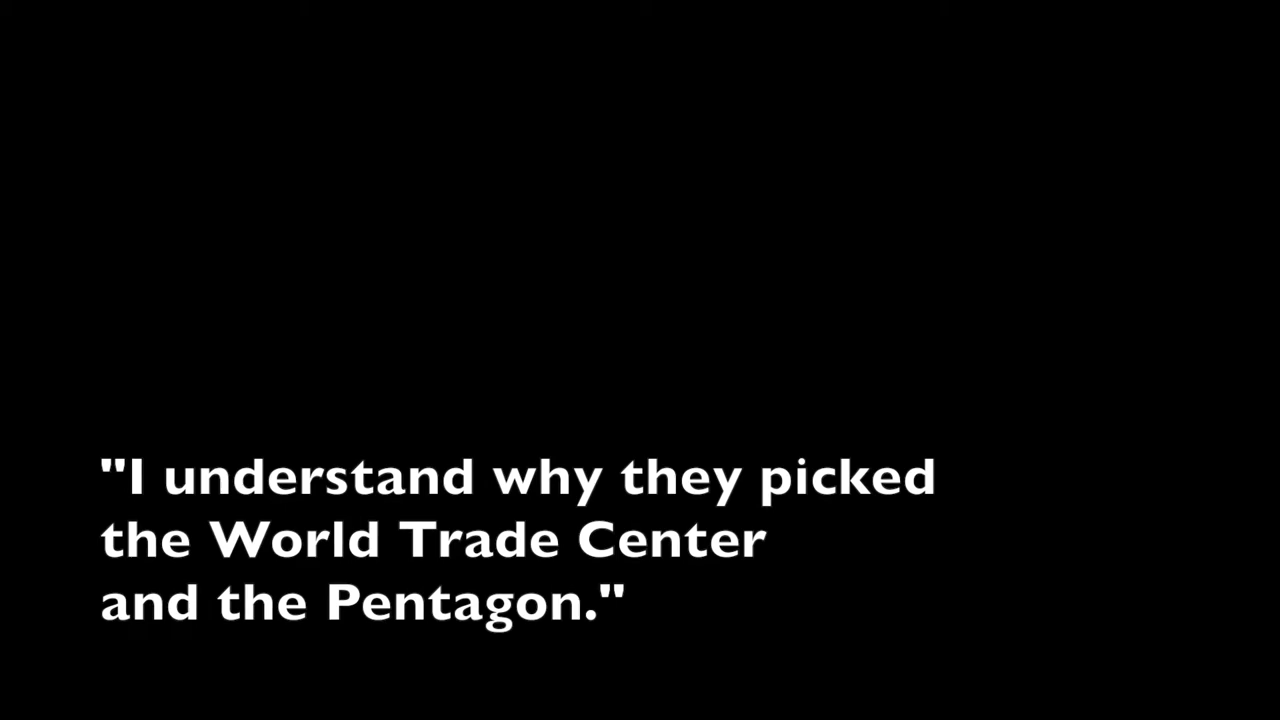 "I understand why they picked
the World Trade Center
and the Pentagon."